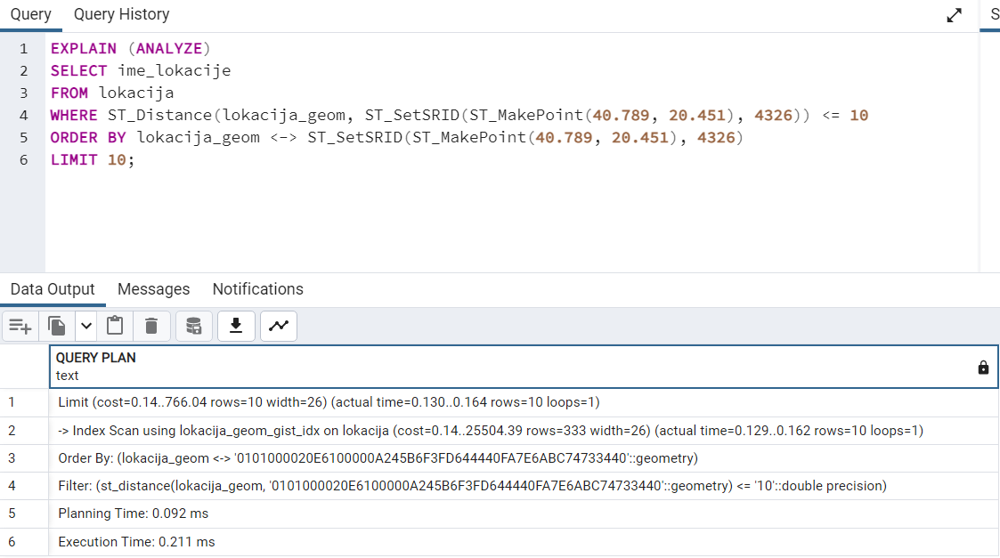 Query Query History S
1 EXPLAIN (ANALYZE)
2 SELECT ime_lokacije
3 FROM lokacija
4 WHERE ST_Distance(lokacija_geom, ST_SetSRID(ST_MakePoint(40.789, 20.451), 4326)) <= 10
5 ORDER BY lokacija_geom <-> ST_SetSRID(ST_MakePoint(40.789, 20.451), 4326)
6 LIMIT 10;
Data Output Messages Notifications
QUERY PLAN
text
1 Limit (cost=0.14..766.04 rows=10 width=26) (actual time=0.130..0.164 rows=10 loops=1)
2 -> Index Scan using lokacija_geom_gist_idx on lokacija (cost=0.14..25504.39 rows=333 width=26) (actual time=0.129..0.162 rows=10 loops=1)
3 Order By: (lokacija_geom <-> '0101000020E6100000A245B6F3FD644440FA7E6ABC74733440'::geometry)
4 Filter: (st_distance(lokacija_geom, '0101000020E6100000A245B6F3FD644440FA7E6ABC74733440'::geometry) <= '10'::double precision)
5 Planning Time: 0.092 ms
6 Execution Time: 0.211 ms